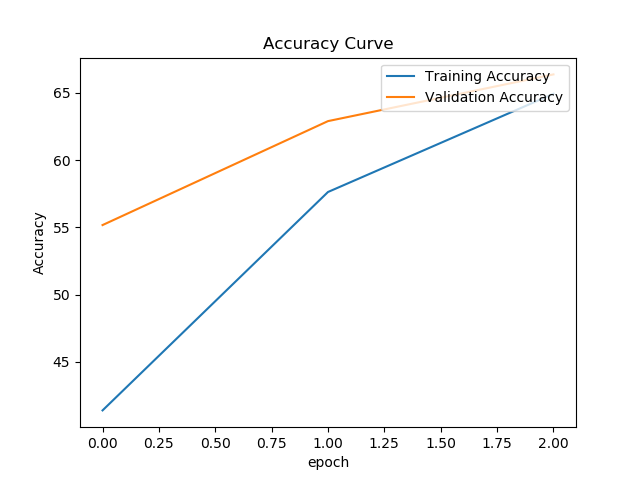 Accuracy Curve
Training Accuracy
Validation Accuracy
65
60
55
50
45
Accuracy
0.00 0.25 0.50 0.75 1.00 1.25 1.50 1.75 2.00
epoch